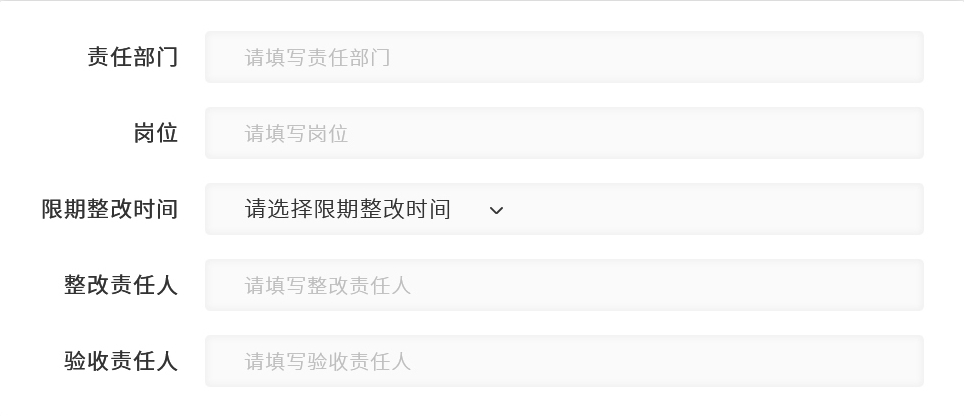 责任部门 请填写责任部门
岗位 请填写岗位
限期整改时间 请选择限期整改时间
整改责任人 请填写整改责任人
验收责任人 请填写验收责任人